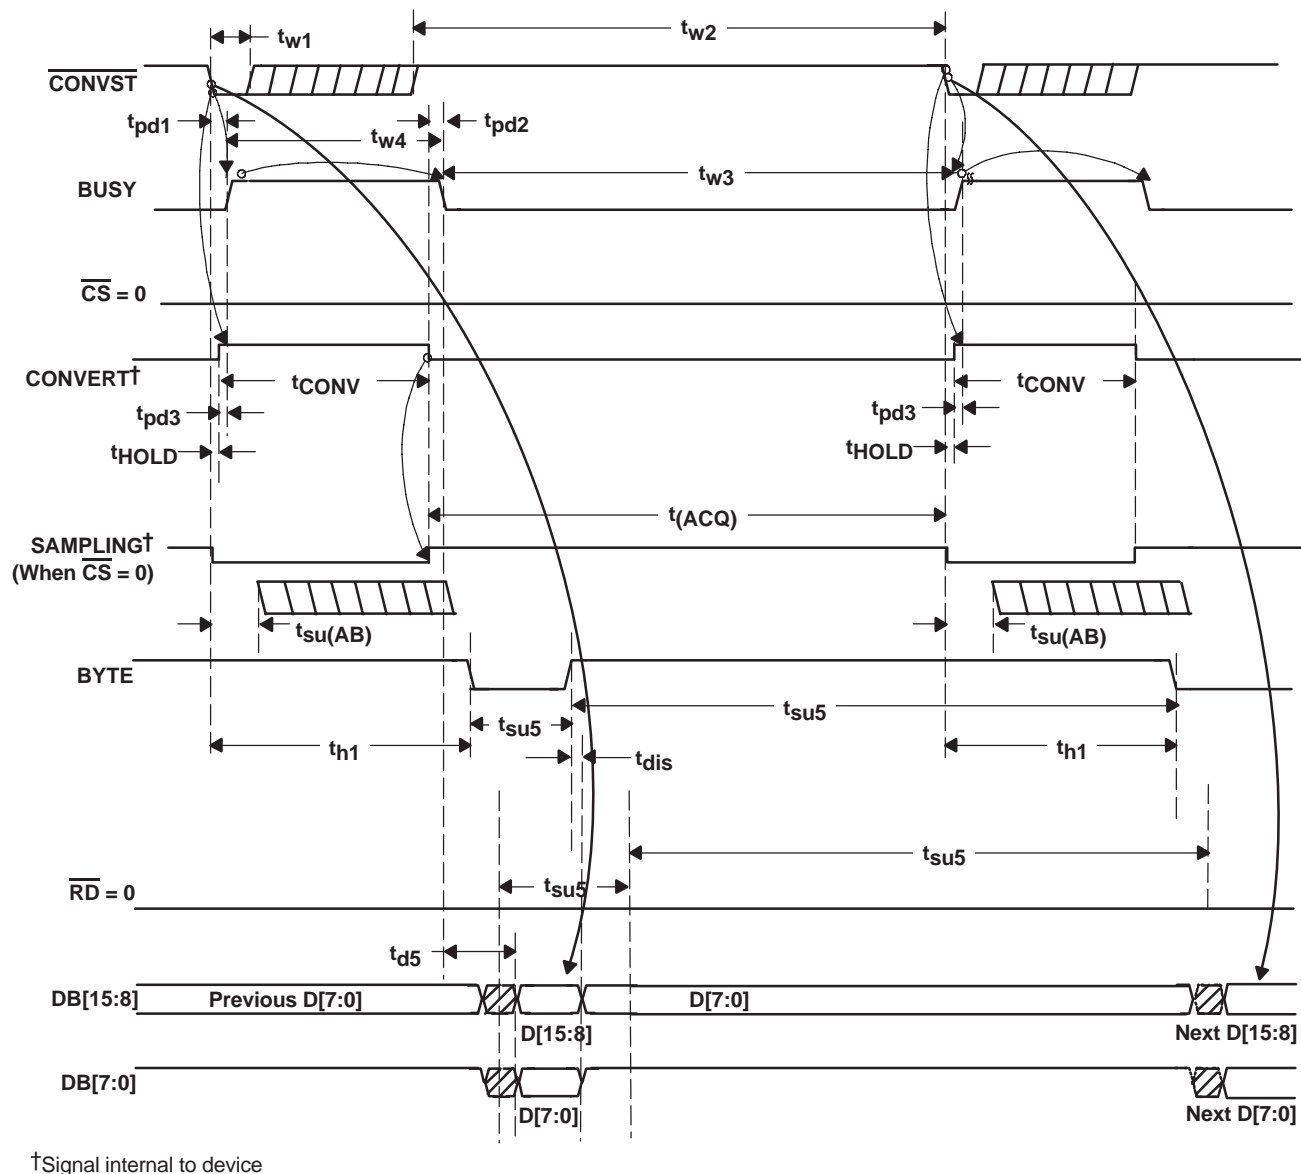 tw1
tw2
CONVST
tpd1
tw4
tpd2
tw3
BUSY
CS = 0
CONVERT†
tCONV
tCONV
tpd3
tpd3
tHOLD
tHOLD
t(ACQ)
SAMPLING†
(When CS = 0)
tsu(AB)
tsu(AB)
BYTE
tsu5
tsu5
th1
th1
tdis
tsu5
tsu5
RD = 0
td5
DB[15:8]
Previous D[7:0]
D[7:0]
D[15:8]
Next D[15:8]
DB[7:0]
D[7:0]
Next D[7:0]
†Signal internal to device